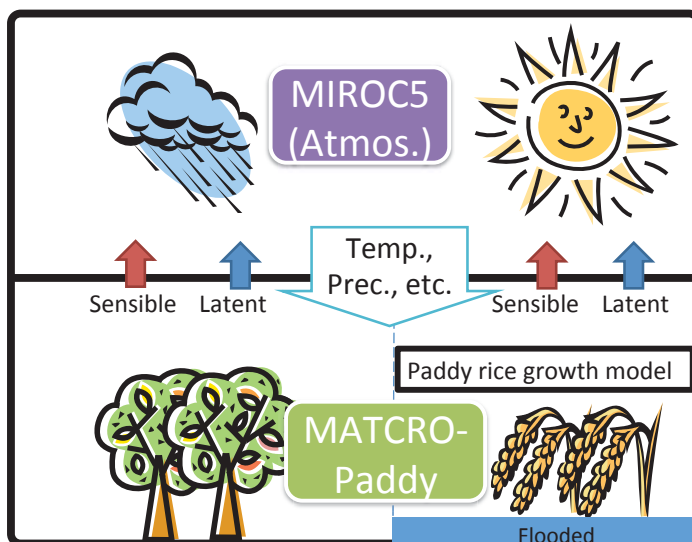 MIROC5
(Atmos.)
Temp.,
Prec., etc.
Sensible
Latent
Sensible
Latent
Paddy rice growth model
MATCRO-
Paddy
Flooded